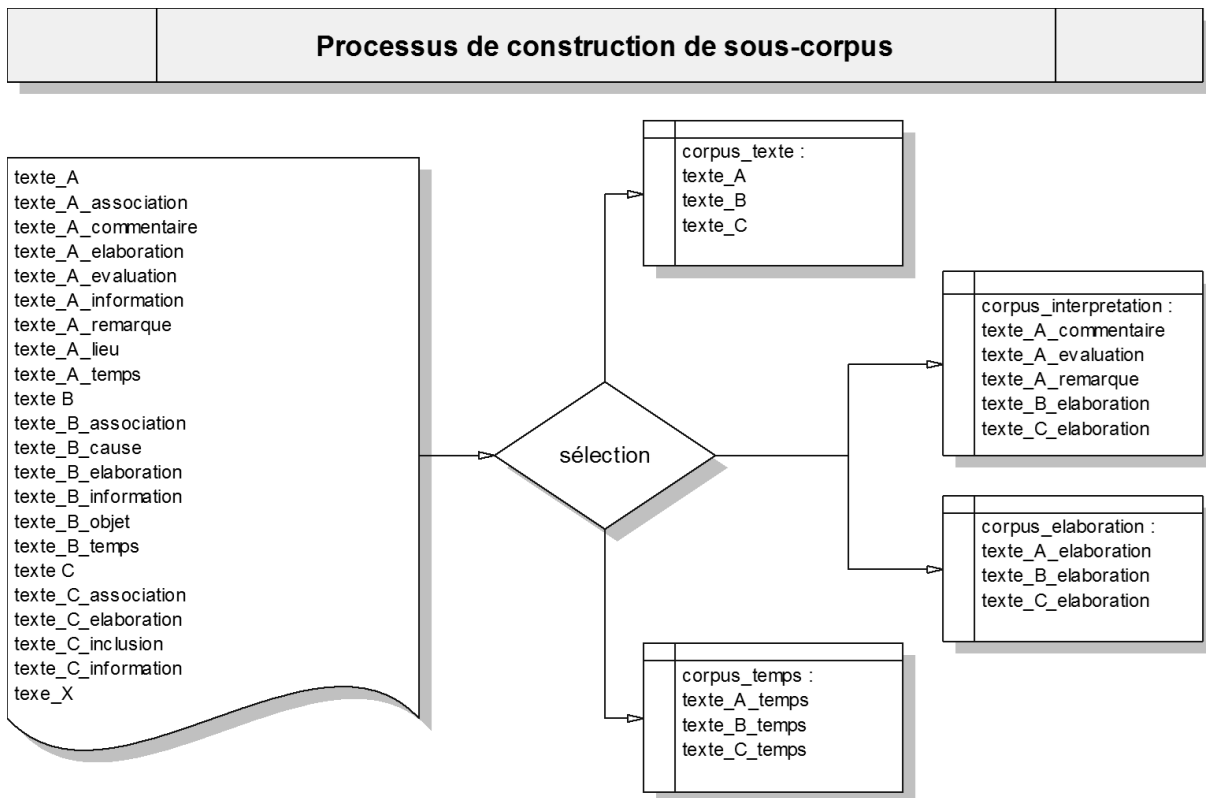 Processus de construction de sous-corpus
texte_A
texte_A_association
texte_A_commentaire
texte_A_elaboration
texte_A_evaluation
texte_A_information
texte_A_remarque
texte_A_lieu
texte_A_temps
texte B
texte_B_association
texte_B_cause
texte_B_elaboration
texte_B_information
texte_B_objet
texte_B_temps
texte C
texte_C_association
texte_C_elaboration
texte_C_inclusion
texte_C_information
texe_X
sélection
corpus_texte :
texte_A
texte_B
texte_C
corpus_interpretation :
texte_A_commentaire
texte_A_evaluation
texte_A_remarque
texte_B_elaboration
texte_C_elaboration
corpus_elaboration :
texte_A_elaboration
texte_B_elaboration
texte_C_elaboration
corpus_temps :
texte_A_temps
texte_B_temps
texte_C_temps